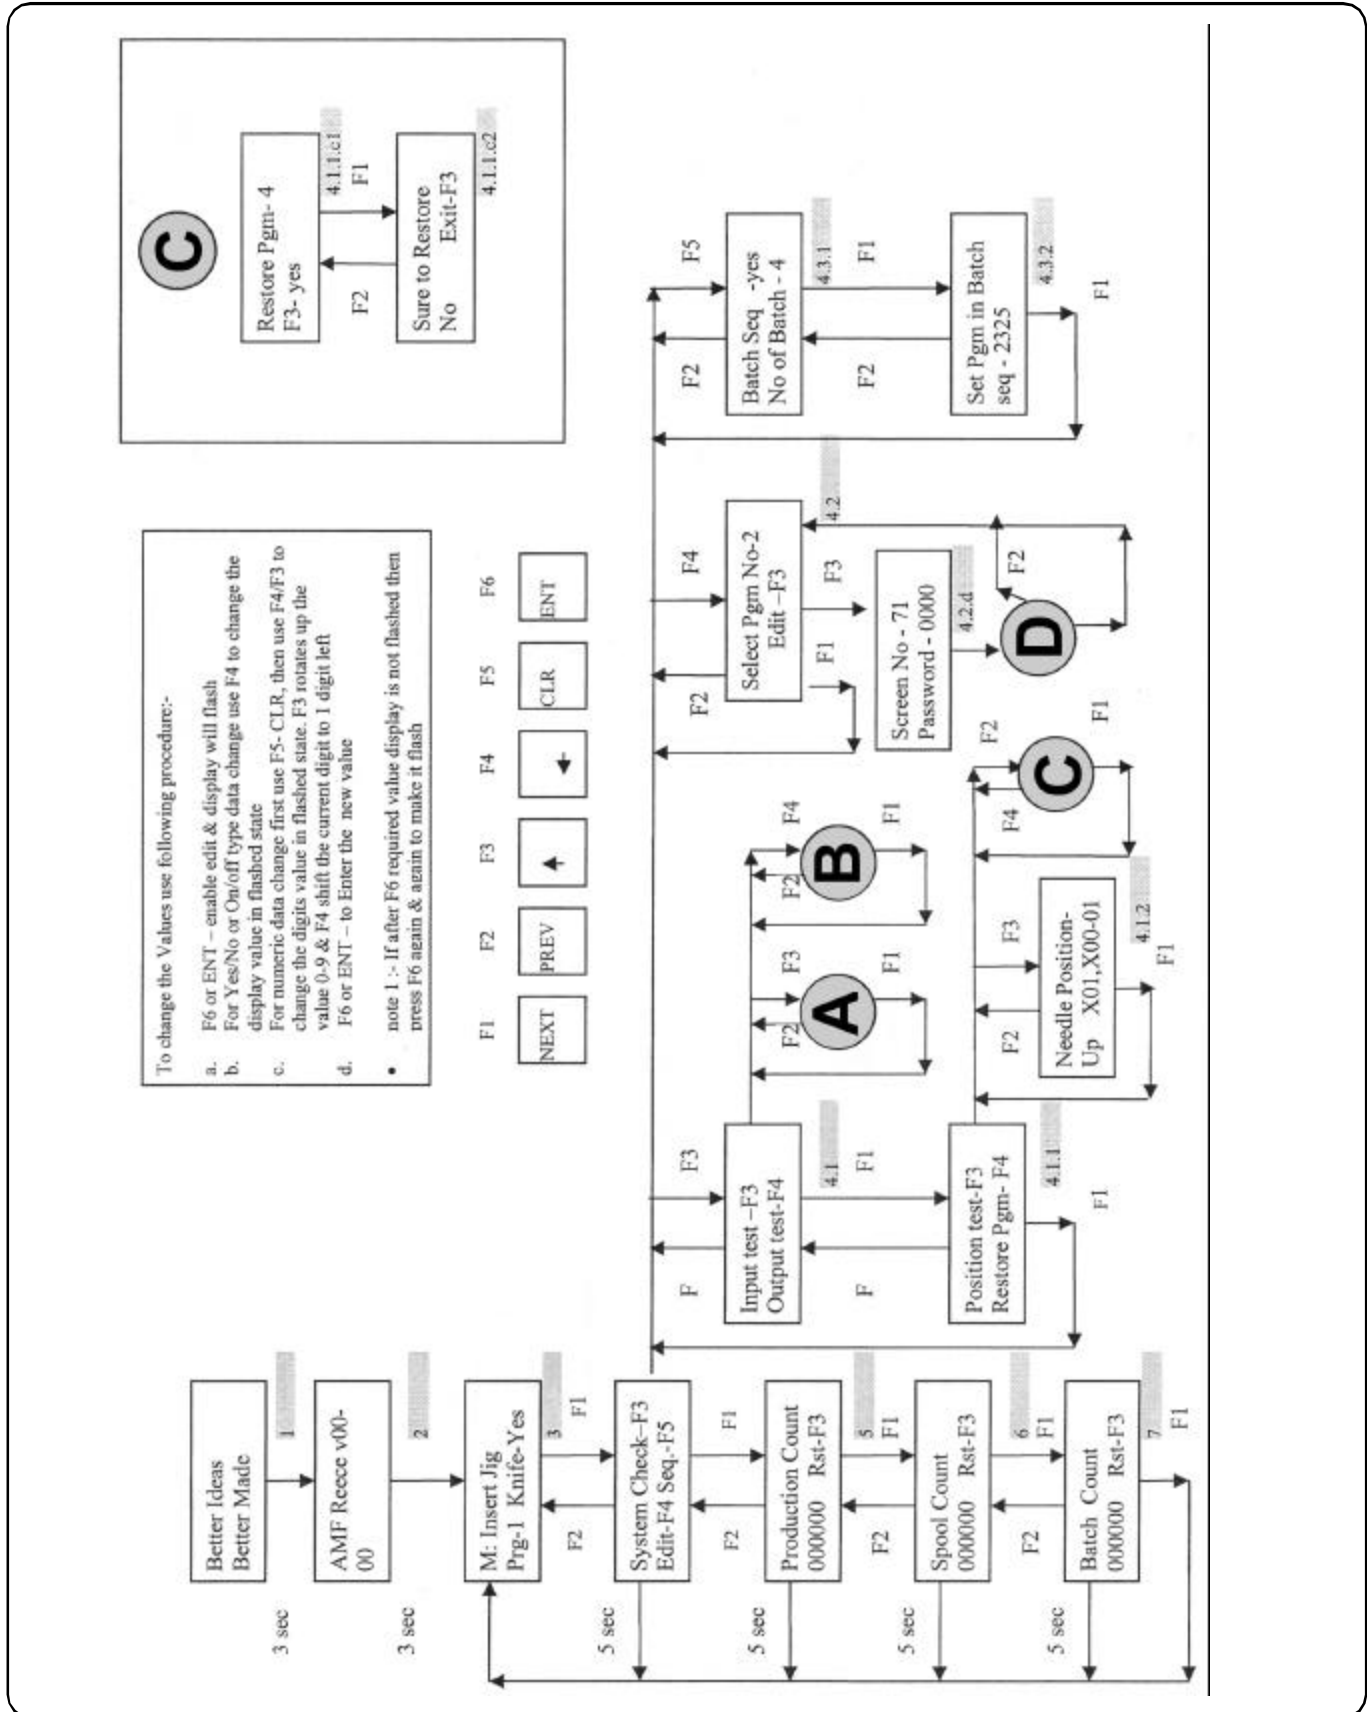 Better Ideas
Better Made
3 sec
1
AMF Reece v00-
00
3 sec
2
M: Insert Jig
Prg-1 Knife-Yes
3
F2
F1
System Check–F3
Edit-F4 Seq.-F5
5 sec
F2
F1
Production Count
000000 Rst-F3
5 sec
5
F2
F1
Spool Count
000000 Rst-F3
5 sec
6
F2
F1
Batch Count
000000 Rst-F3
5 sec
7
F1
To change the Values use following procedure:-
a. F6 or ENT – enable edit & display will flash
b. For Yes/No or On/off type data change use F4 to change the
display value in flashed state
c. For numeric data change first use F5- CLR, then use F4/F3 to
change the digits value in flashed state. F3 rotates up the
value 0-9 & F4 shift the current digit to 1 digit left
d. F6 or ENT – to Enter the new value
• note 1 :- If after F6 required value display is not flashed then
press F6 again & again to make it flash
F1
F2
F3
F4
F5
F6
NEXT
PREV
CLR
ENT
C
Restore Pgm- 4
F3- yes
4.1.1.c1
F2
F1
Sure to Restore
No Exit-F3
4.1.1.c2
F
F3
Input test –F3
Output test-F4
4.1
F
F1
Position test-F3
Restore Pgm- F4
4.1.1
F1
F2
F3
A
F1
F2
F4
B
F1
F2
F3
Needle Position-
Up X01,X00-01
4.1.2
F1
F4
F2
C
F1
F2
F4
Select Pgm No-2
Edit –F3
4.2
F1
F3
Screen No - 71
Password - 0000
4.2.d
D
F2
F2
F5
Batch Seq -yes
No of Batch - 4
4.3.1
F2
F1
Set Pgm in Batch
seq - 2325
4.3.2
F1